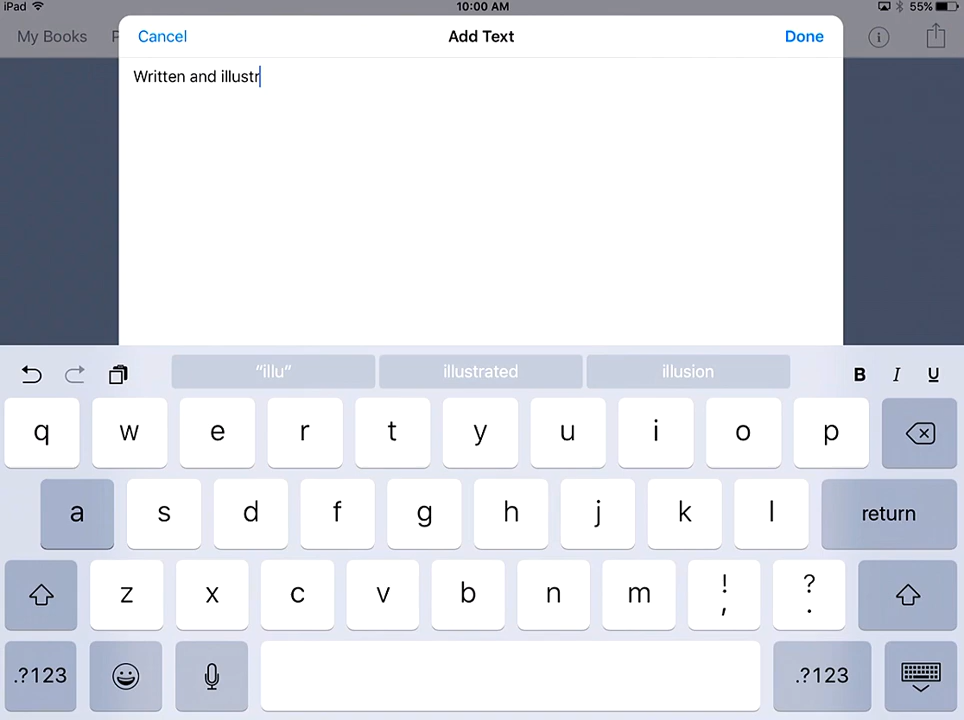 iPad 10:00 AM 55%
My Books P Cancel Add Text Done i
Written and illustr
“illu” illustrated illusion B I U
q w e r t y u i o p
a s d f g h j k l return
z x c v b n m ! , ? .
.?123 .?123